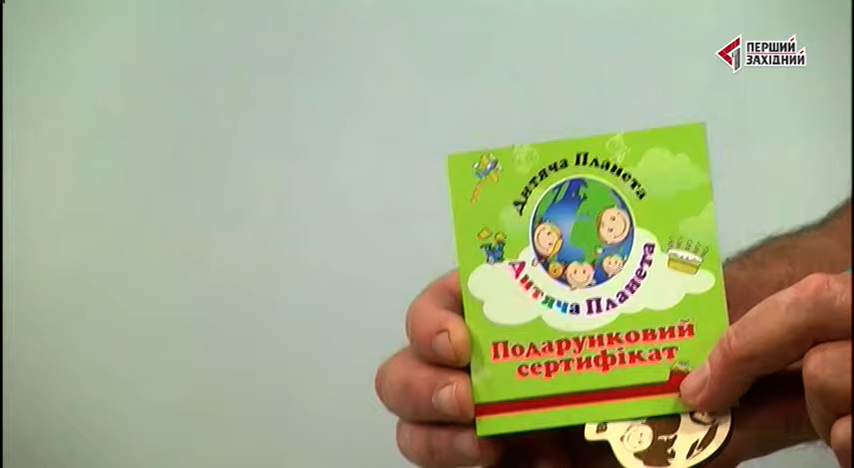 ПЕРШИЙ
ЗАХІДНИЙ
Дитяча Планета
Дитяча Планета
Подарунковий
сертифікат